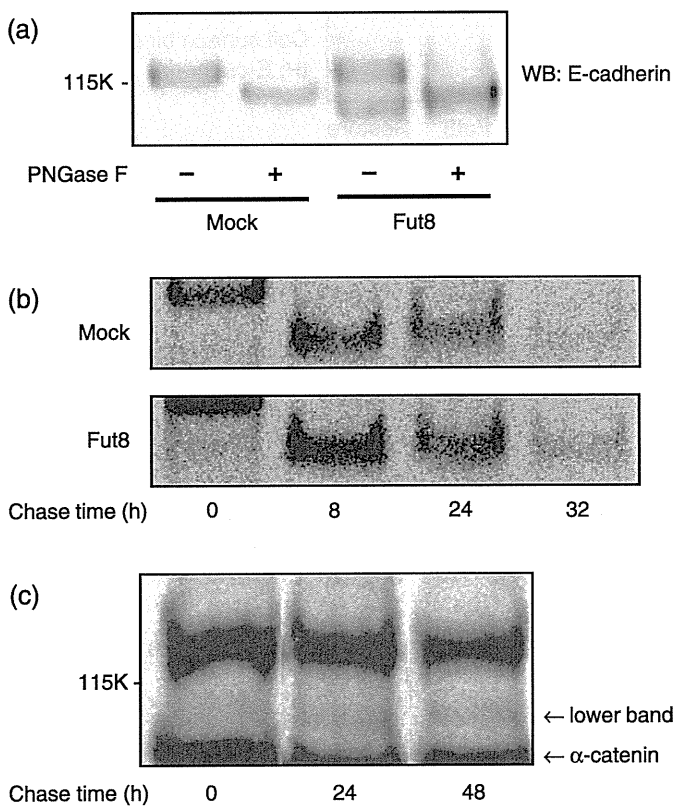 (a)
115K -
WB: E-cadherin
PNGase F − + − +
Mock Fut8
(b)
Mock
Fut8
Chase time (h) 0 8 24 32
(c)
115K -
← lower band
← α-catenin
Chase time (h) 0 24 48